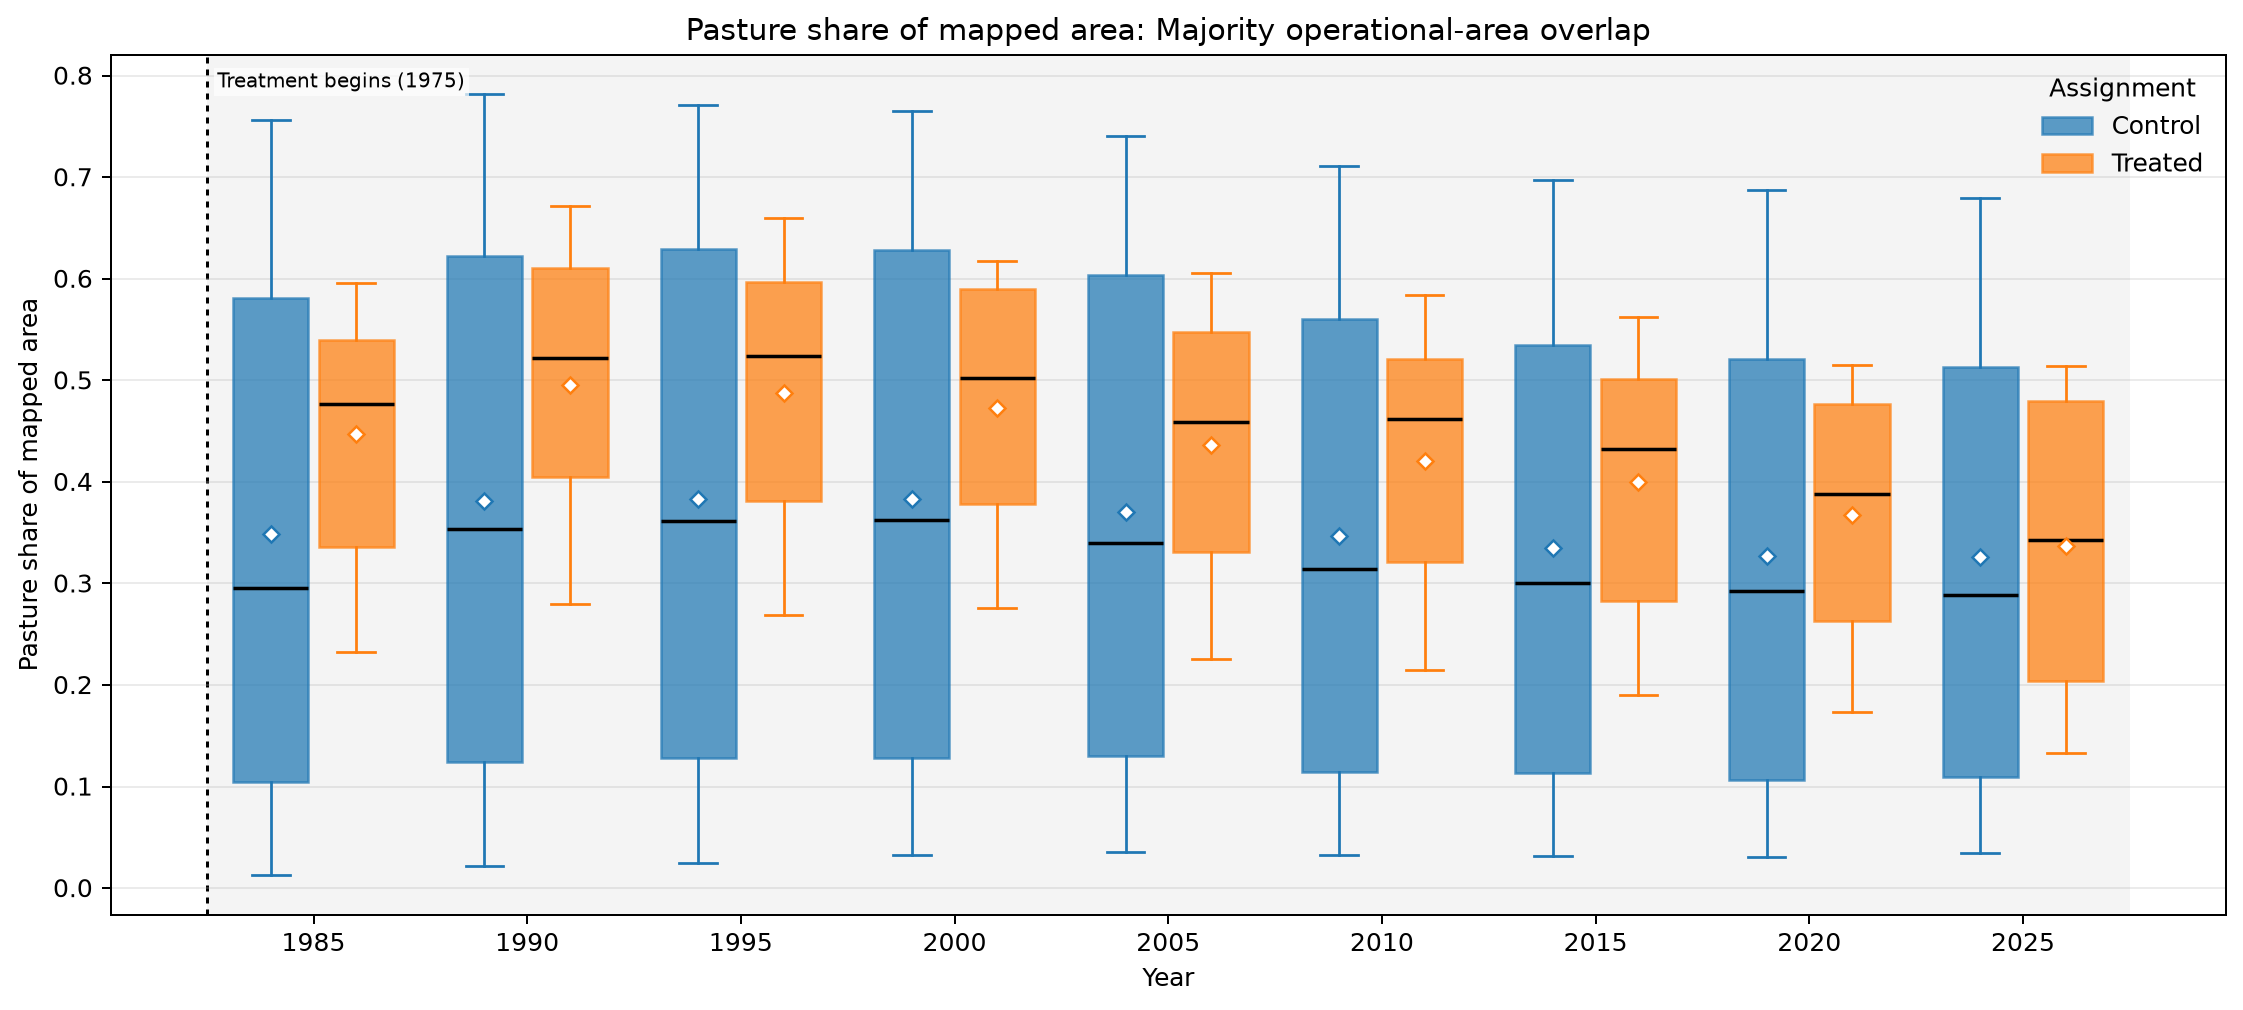 Pasture share of mapped area: Majority operational-area overlap
Treatment begins (1975)
Assignment
Control
Treated
Pasture share of mapped area
0.8
0.7
0.6
0.5
0.4
0.3
0.2
0.1
0.0
1985 1990 1995 2000 2005 2010 2015 2020 2025
Year